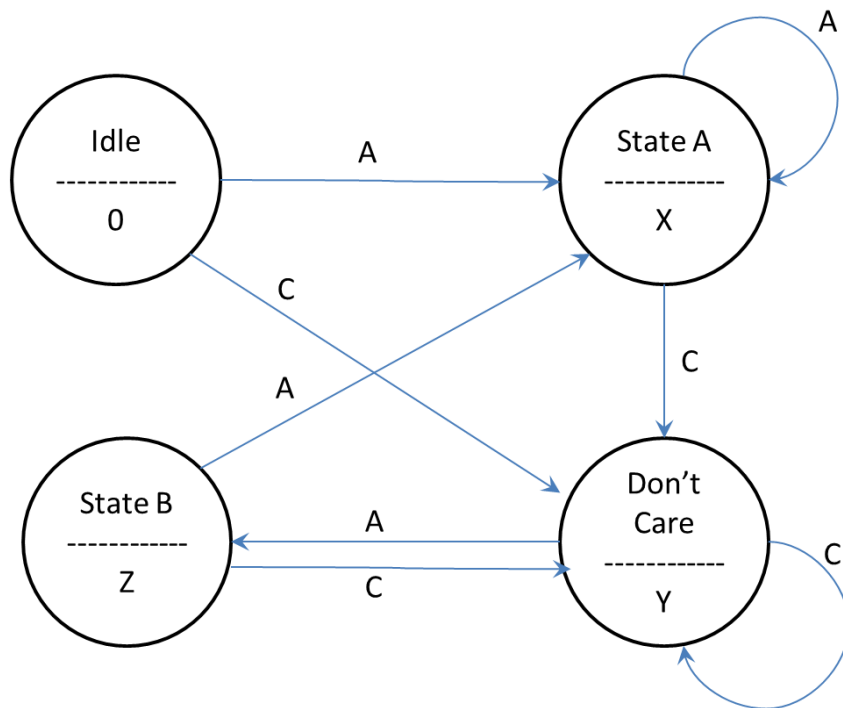 Idle
------------
0
A
State A
------------
X
A
C
A
C
State B
------------
Z
A
C
Don't
Care
------------
Y
C